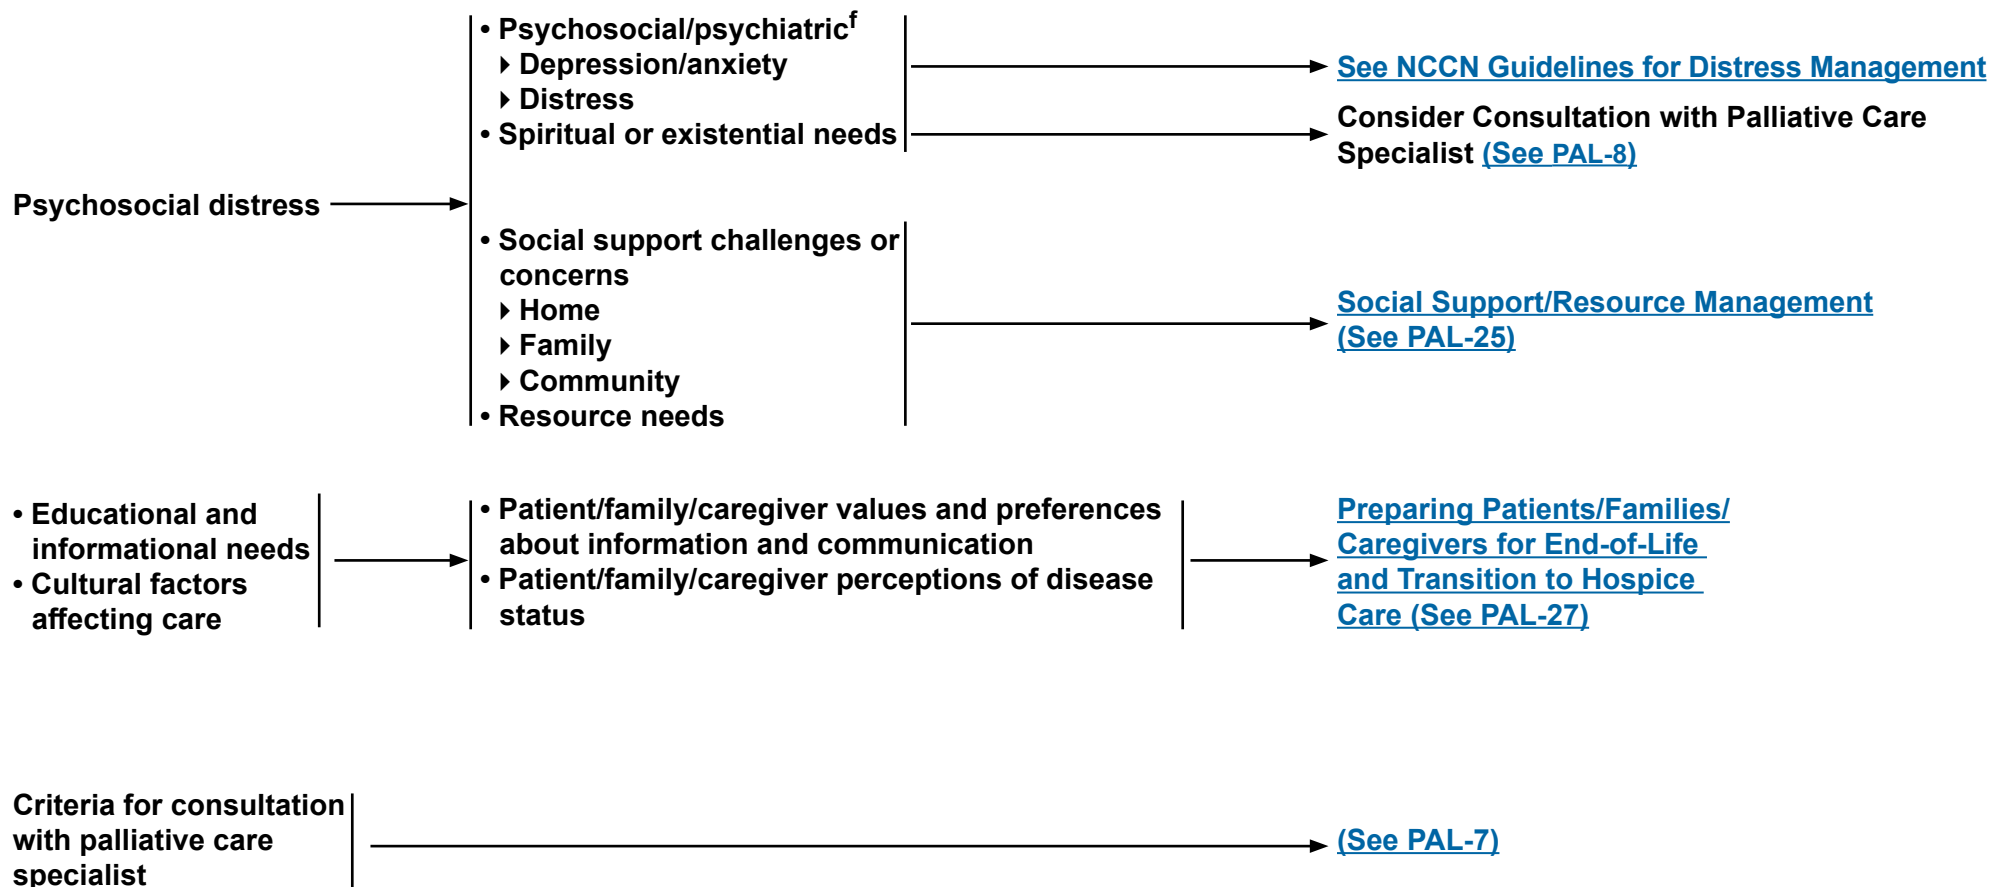 • Psychosocial/psychiatricf
▸ Depression/anxiety
▸ Distress
• Spiritual or existential needs
See NCCN Guidelines for Distress Management
Consider Consultation with Palliative Care
Specialist (See PAL-8)
Psychosocial distress
• Social support challenges or
concerns
▸ Home
▸ Family
▸ Community
• Resource needs
Social Support/Resource Management
(See PAL-25)
• Educational and
informational needs
• Cultural factors
affecting care
• Patient/family/caregiver values and preferences
about information and communication
• Patient/family/caregiver perceptions of disease
status
Preparing Patients/Families/
Caregivers for End-of-Life
and Transition to Hospice
Care (See PAL-27)
Criteria for consultation
with palliative care
specialist
(See PAL-7)